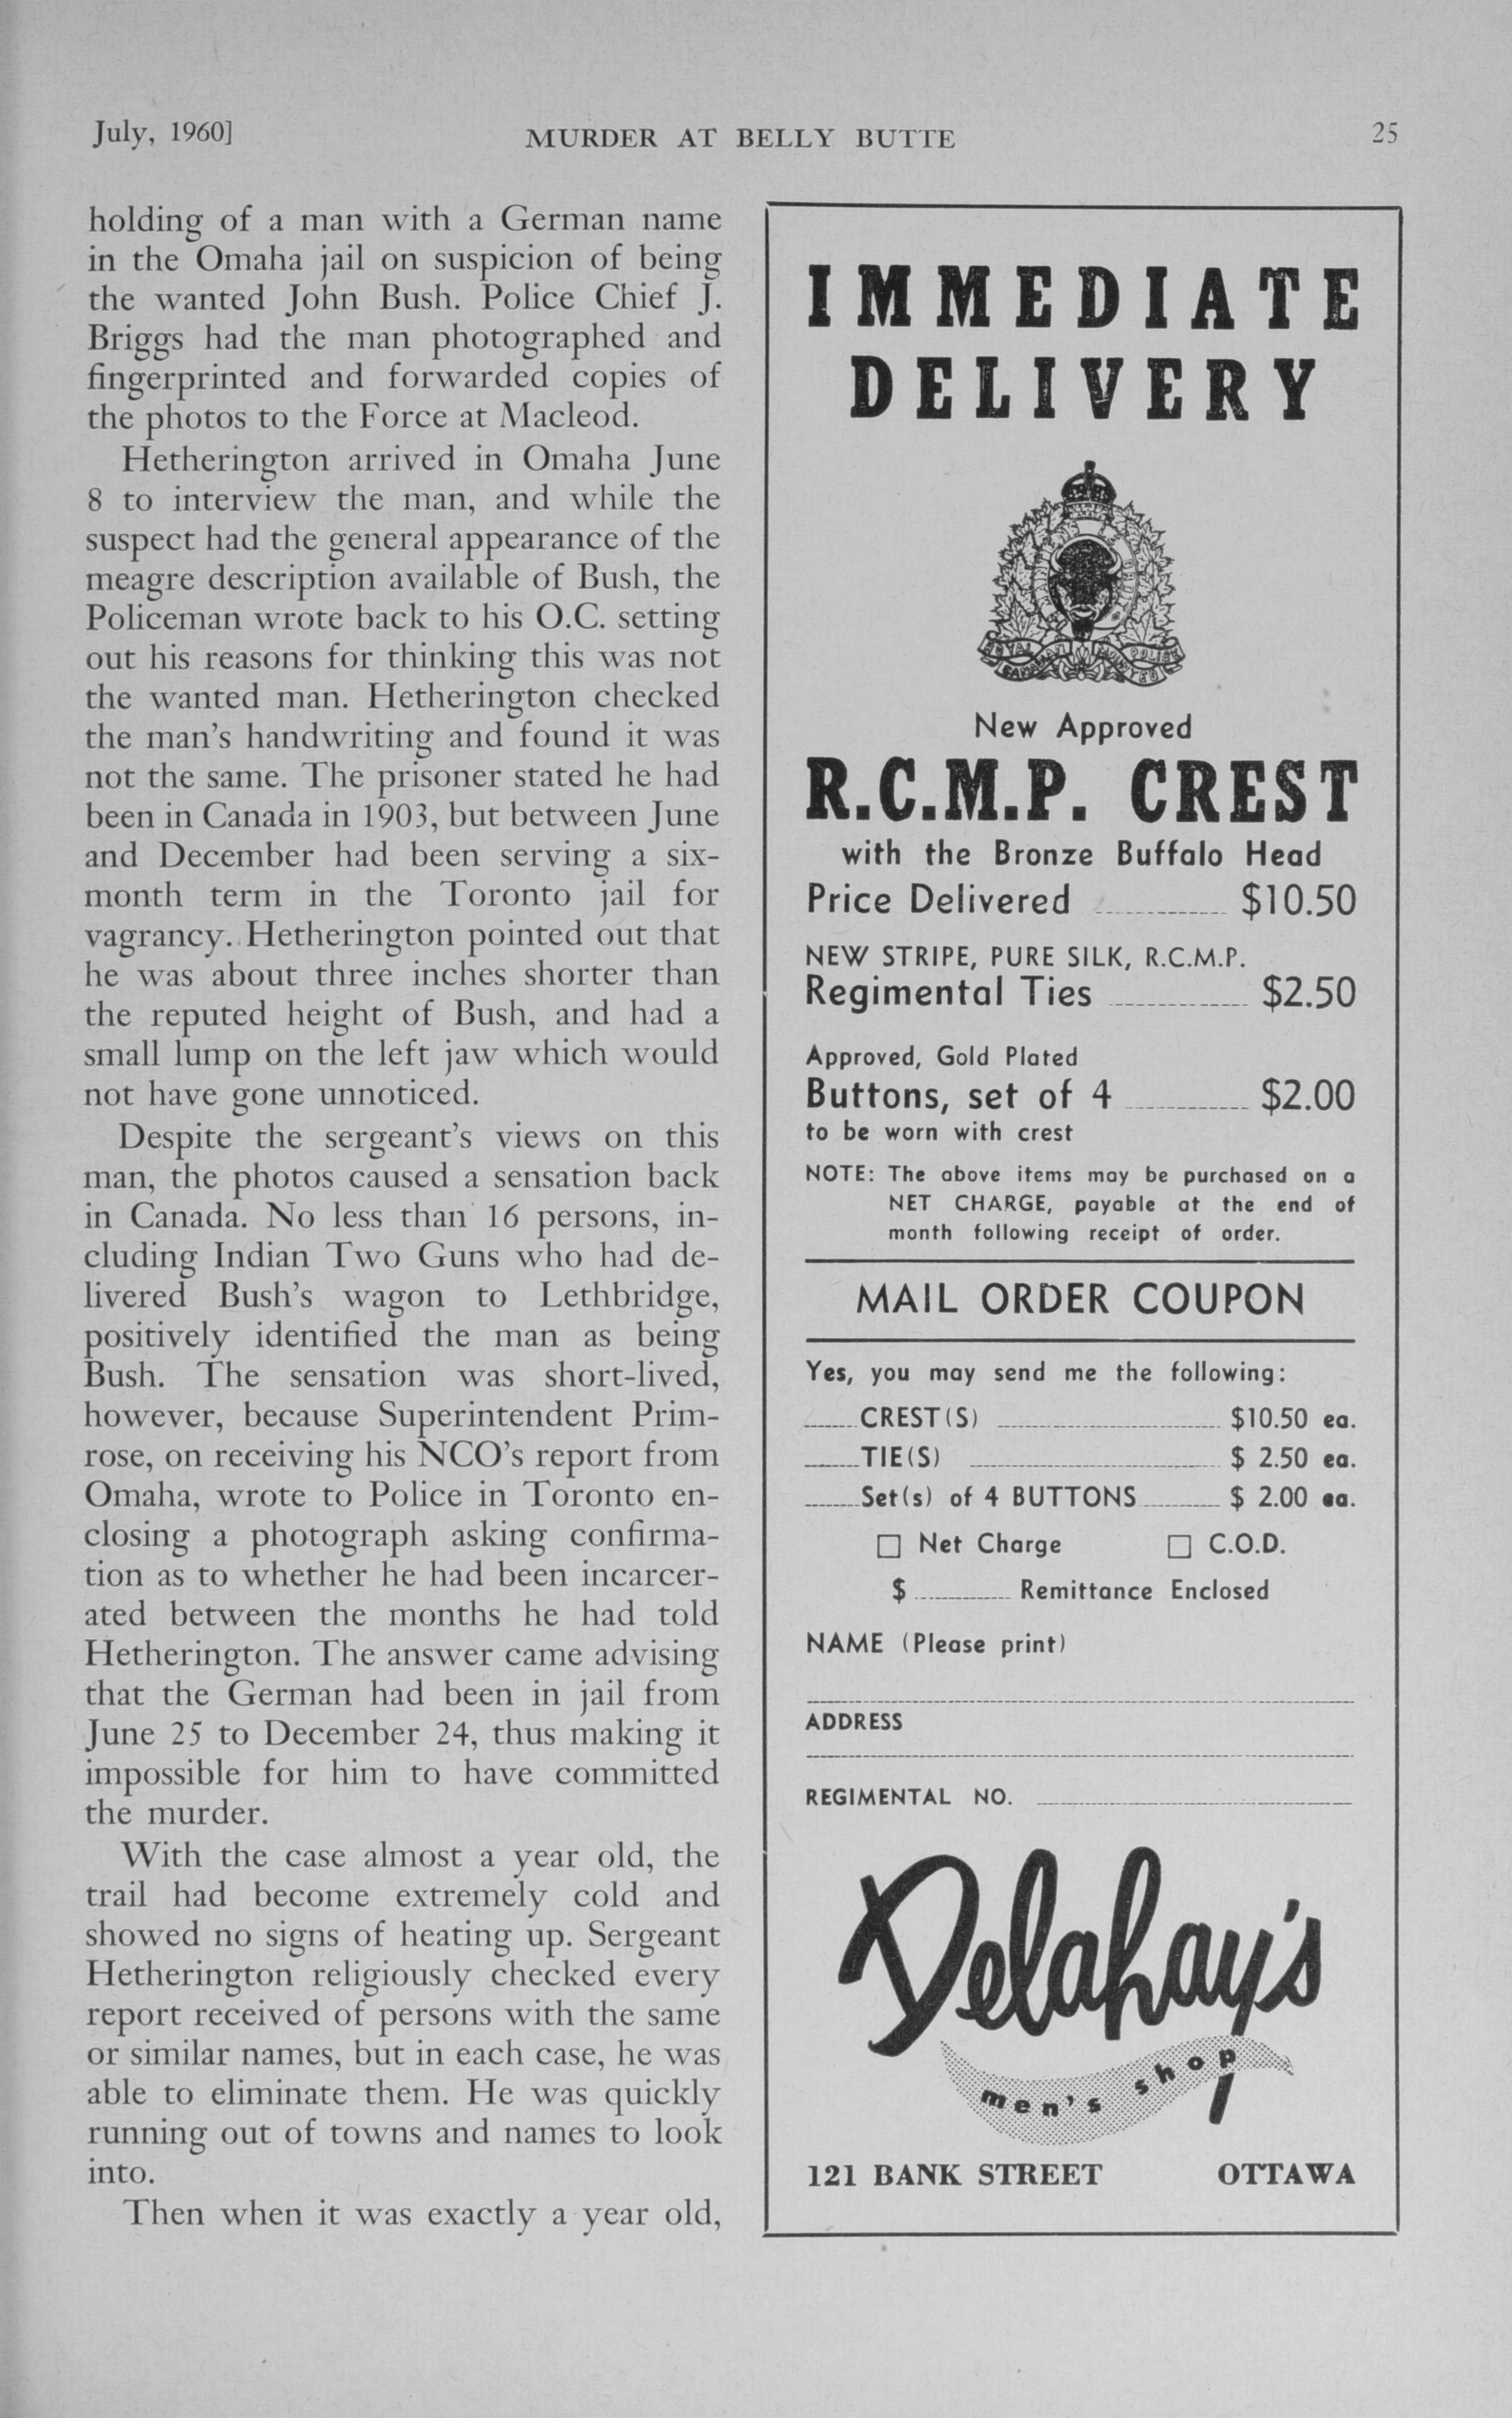 July, 1960]
MURDER AT BELLY BUTTE
25
holding of a man with a German name
in the Omaha jail on suspicion of being
the wanted John Bush. Police Chief J.
Briggs had the man photographed and
fingerprinted and forwarded copies of
the photos to the Force at Macleod.
Hetherington arrived in Omaha June
8 to interview the man, and while the
suspect had the general appearance of the
meagre description available of Bush, the
Policeman wrote back to his O.C. setting
out his reasons for thinking this was not
the wanted man. Hetherington checked
the man's handwriting and found it was
not the same. The prisoner stated he had
been in Canada in 1903, but between June
and December had been serving a six-
month term in the Toronto jail for
vagrancy. Hetherington pointed out that
he was about three inches shorter than
the reputed height of Bush, and had a
small lump on the left jaw which would
not have gone unnoticed.
Despite the sergeant's views on this
man, the photos caused a sensation back
in Canada. No less than 16 persons, in-
cluding Indian Two Guns who had de-
livered Bush's wagon to Lethbridge,
positively identified the man as being
Bush. The sensation was short-lived,
however, because Superintendent Prim-
rose, on receiving his NCO's report from
Omaha, wrote to Police in Toronto en-
closing a photograph asking confirma-
tion as to whether he had been incarcer-
ated between the months he had told
Hetherington. The answer came advising
that the German had been in jail from
June 25 to December 24, thus making it
impossible for him to have committed
the murder.
With the case almost a year old, the
trail had become extremely cold and
showed no signs of heating up. Sergeant
Hetherington religiously checked every
report received of persons with the same
or similar names, but in each case, he was
able to eliminate them. He was quickly
running out of towns and names to look
into.
Then when it was exactly a year old,
IMMEDIATE
DELIVERY
ROYAL CANADIAN MOUNTED POLICE
New Approved
R.C.M.P. CREST
with the Bronze Buffalo Head
Price Delivered $10.50
NEW STRIPE, PURE SILK, R.C.M.P.
Regimental Ties $2.50
Approved, Gold Plated
Buttons, set of 4 $2.00
to be worn with crest
NOTE: The above items may be purchased on a
NET CHARGE, payable at the end of
month following receipt of order.
MAIL ORDER COUPON
Yes, you may send me the following:
CREST(S) $10.50 ea.
TIE(S) $ 2.50 ea.
Set(s) of 4 BUTTONS $ 2.00 ea.
□ Net Charge □ C.O.D.
$ Remittance Enclosed
NAME (Please print)
ADDRESS
REGIMENTAL NO.
Delahay's
men's shop
121 BANK STREET OTTAWA